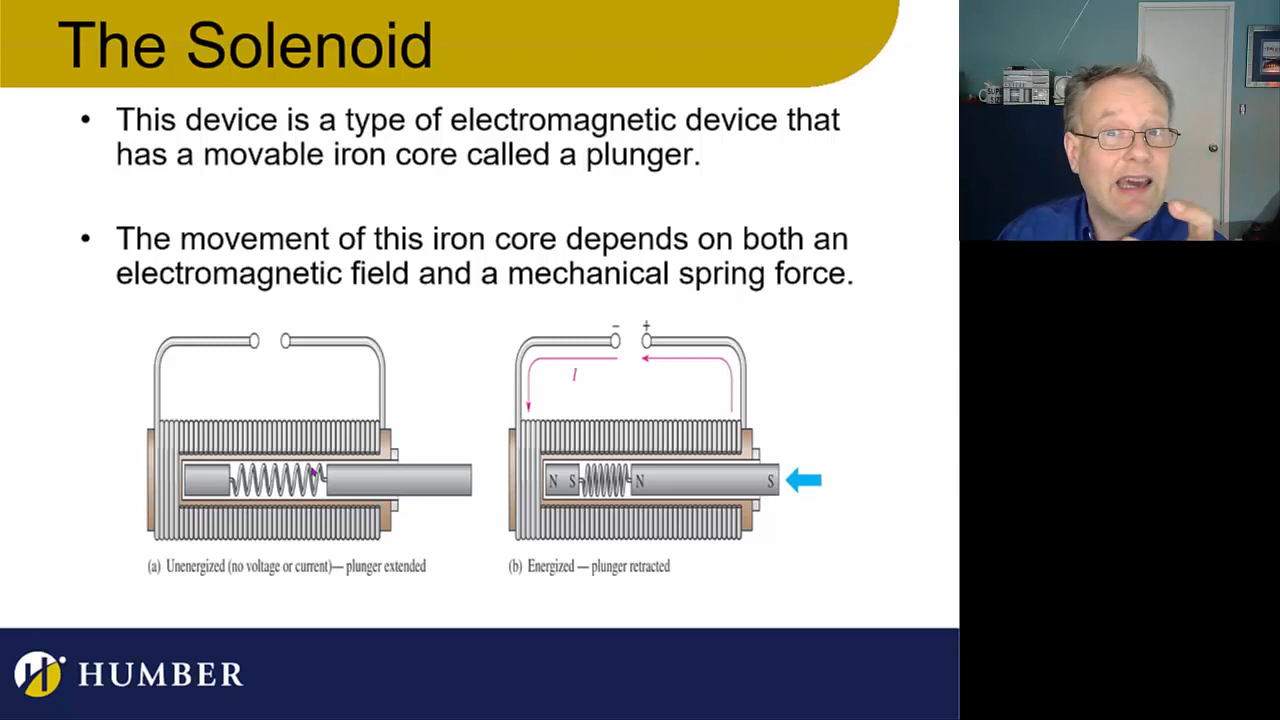 The Solenoid
• This device is a type of electromagnetic device that
has a movable iron core called a plunger.
• The movement of this iron core depends on both an
electromagnetic field and a mechanical spring force.
− +
I
N S N S
(a) Unenergized (no voltage or current)— plunger extended
(b) Energized — plunger retracted
HUMBER